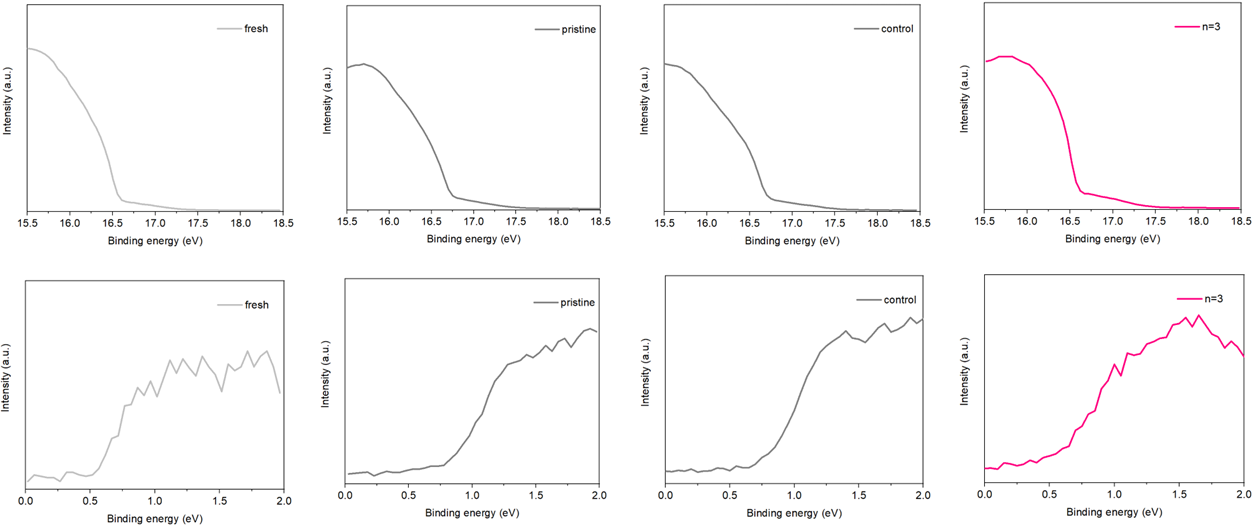 fresh
Intensity (a.u.)
15.5 16.0 16.5 17.0 17.5 18.0 18.5
Binding energy (eV)
pristine
Intensity (a.u.)
15.5 16.0 16.5 17.0 17.5 18.0 18.5
Binding energy (eV)
control
Intensity (a.u.)
15.5 16.0 16.5 17.0 17.5 18.0 18.5
Binding energy (eV)
n=3
Intensity (a.u.)
15.5 16.0 16.5 17.0 17.5 18.0 18.5
Binding energy (eV)
fresh
Intensity (a.u.)
0.0 0.5 1.0 1.5 2.0
Binding energy (eV)
pristine
Intensity (a.u.)
0.0 0.5 1.0 1.5 2.0
Binding energy (eV)
control
Intensity (a.u.)
0.0 0.5 1.0 1.5 2.0
Binding energy (eV)
n=3
Intensity (a.u.)
0.0 0.5 1.0 1.5 2.0
Binding energy (eV)